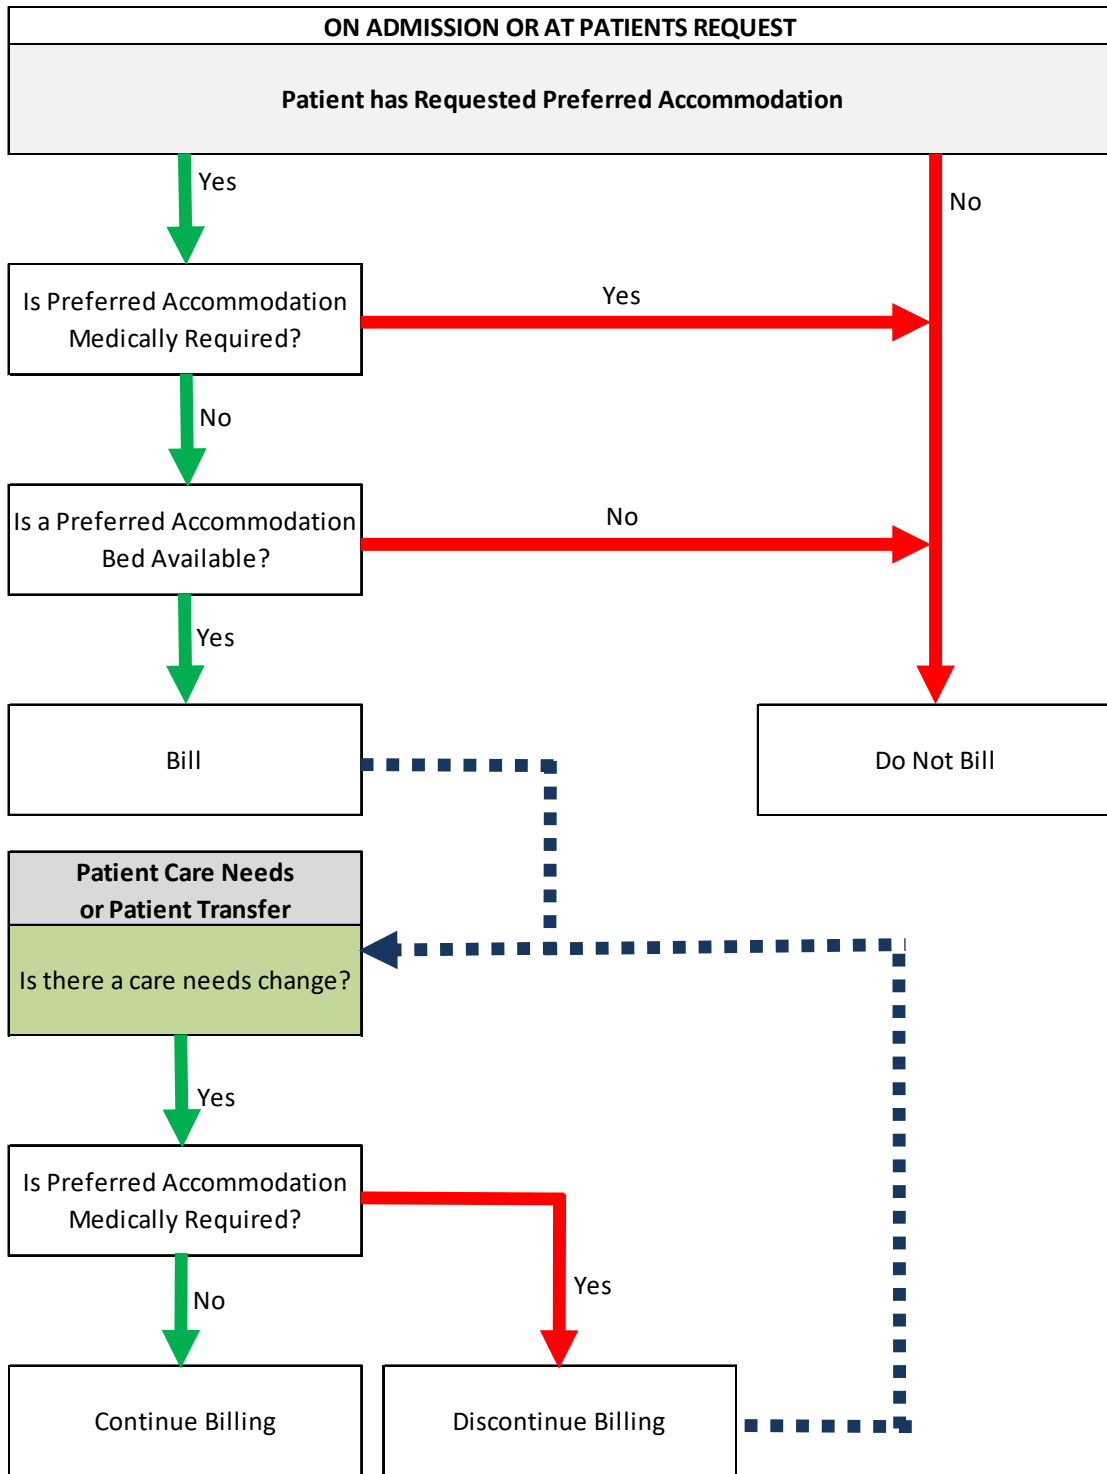 ON ADMISSION OR AT PATIENTS REQUEST
Patient has Requested Preferred Accommodation
Yes
No
Is Preferred Accommodation
Medically Required?
Yes
No
Is a Preferred Accommodation
Bed Available?
No
Yes
Bill
Do Not Bill
Patient Care Needs
or Patient Transfer
Is there a care needs change?
Yes
Is Preferred Accommodation
Medically Required?
Yes
No
Continue Billing
Discontinue Billing